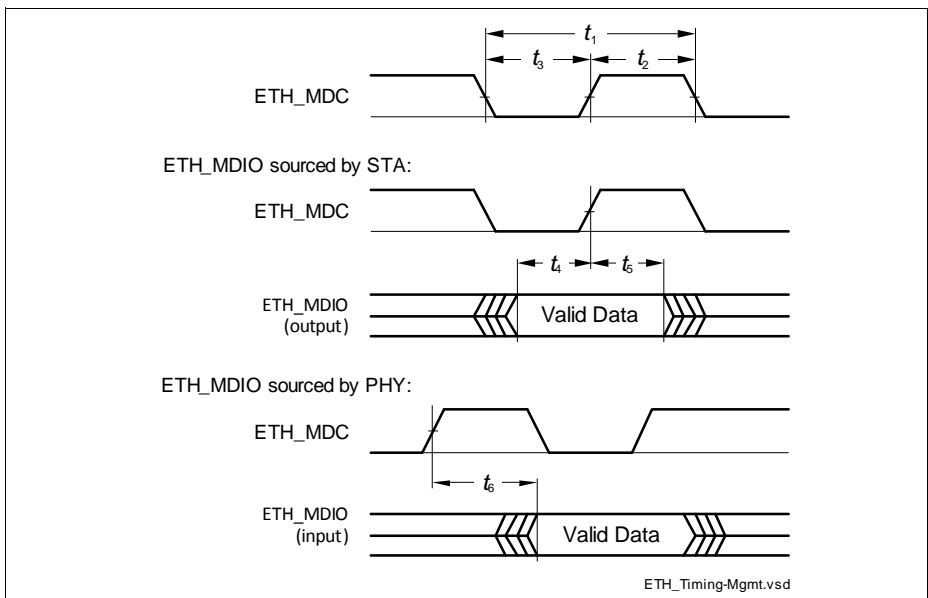 t1
t3 t2
ETH_MDC
ETH_MDIO sourced by STA:
ETH_MDC
t4 t5
ETH_MDIO
(output)
Valid Data
ETH_MDIO sourced by PHY:
ETH_MDC
t6
ETH_MDIO
(input)
Valid Data
ETH_Timing-Mgmt.vsd